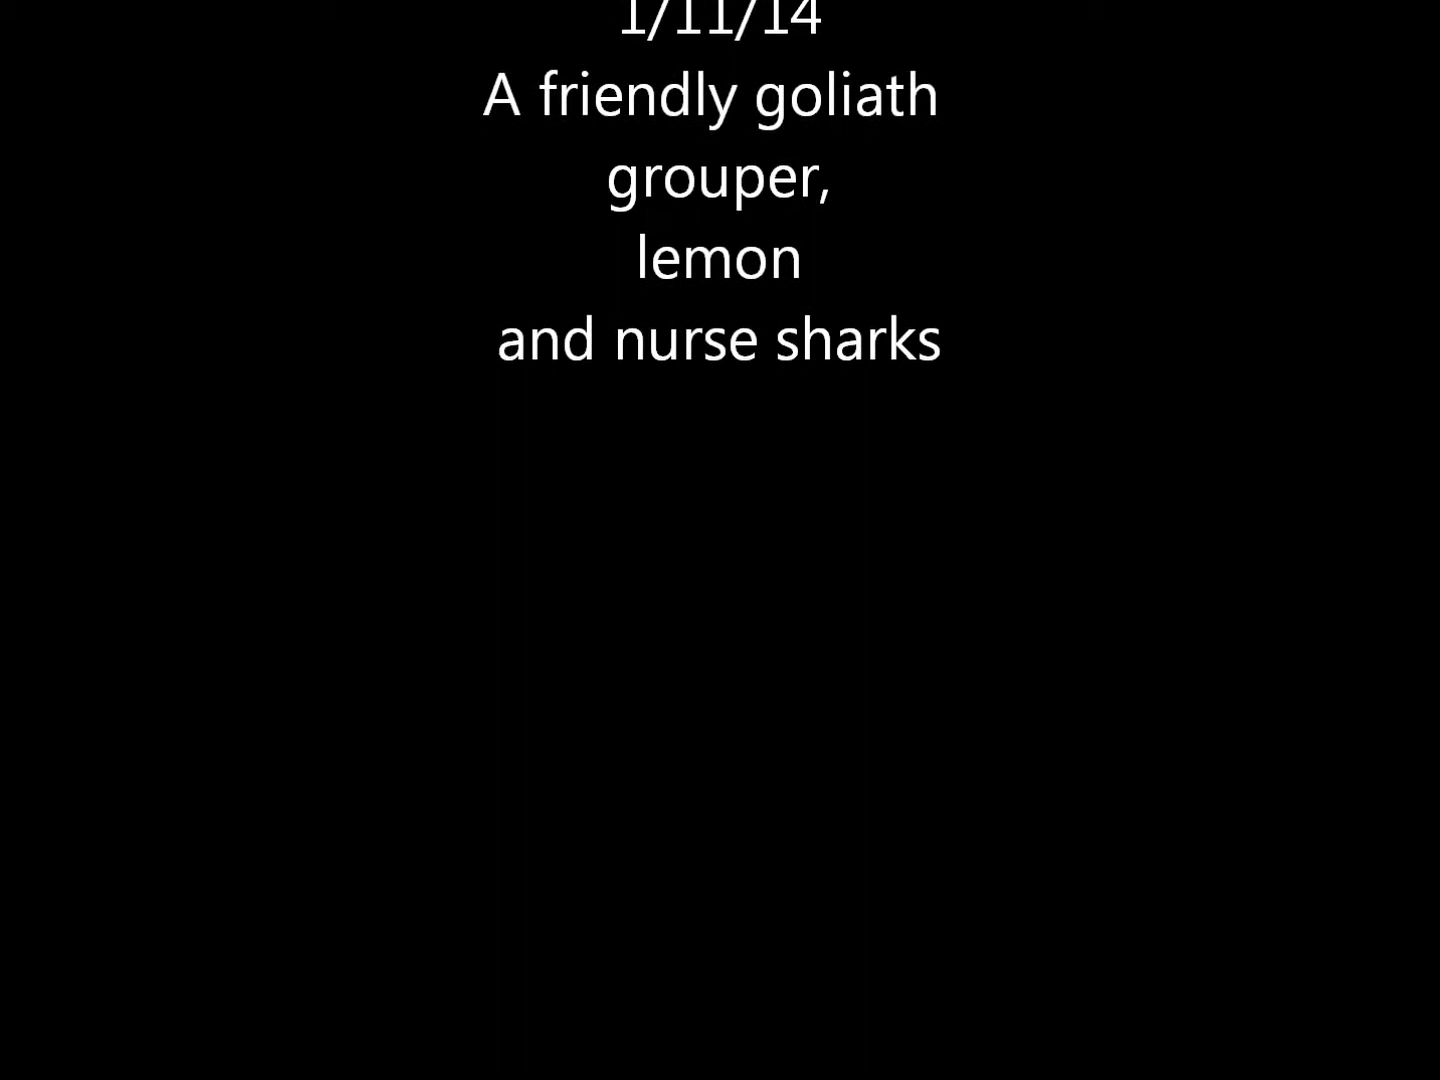 1/11/14
A friendly goliath
grouper,
lemon
and nurse sharks